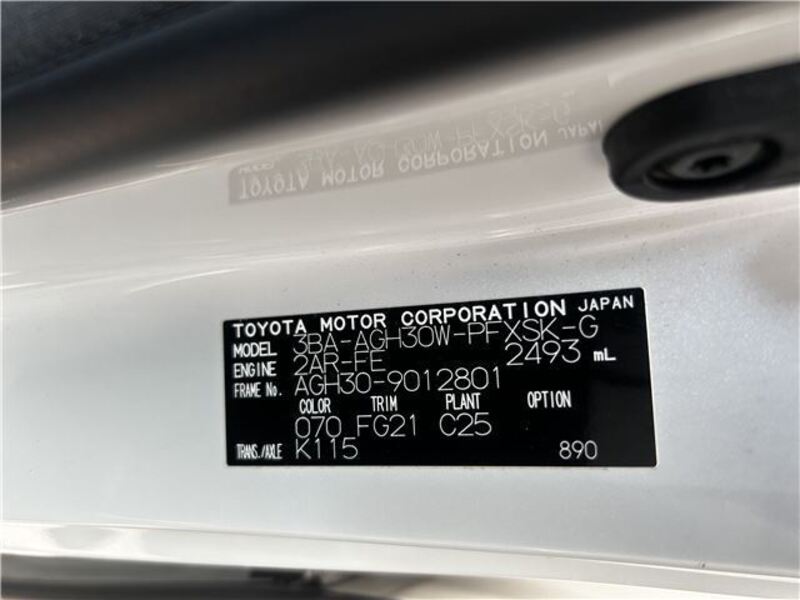 TOYOTA MOTOR CORPORATION JAPAN
MODEL 3BA-AGH30W-PFXSK-G
ENGINE 2AR-FE 2493 mL
FRAME No. AGH30-9012801
COLOR TRIM PLANT OPTION
070 FG21 C25
TRANS./AXLE K115 890